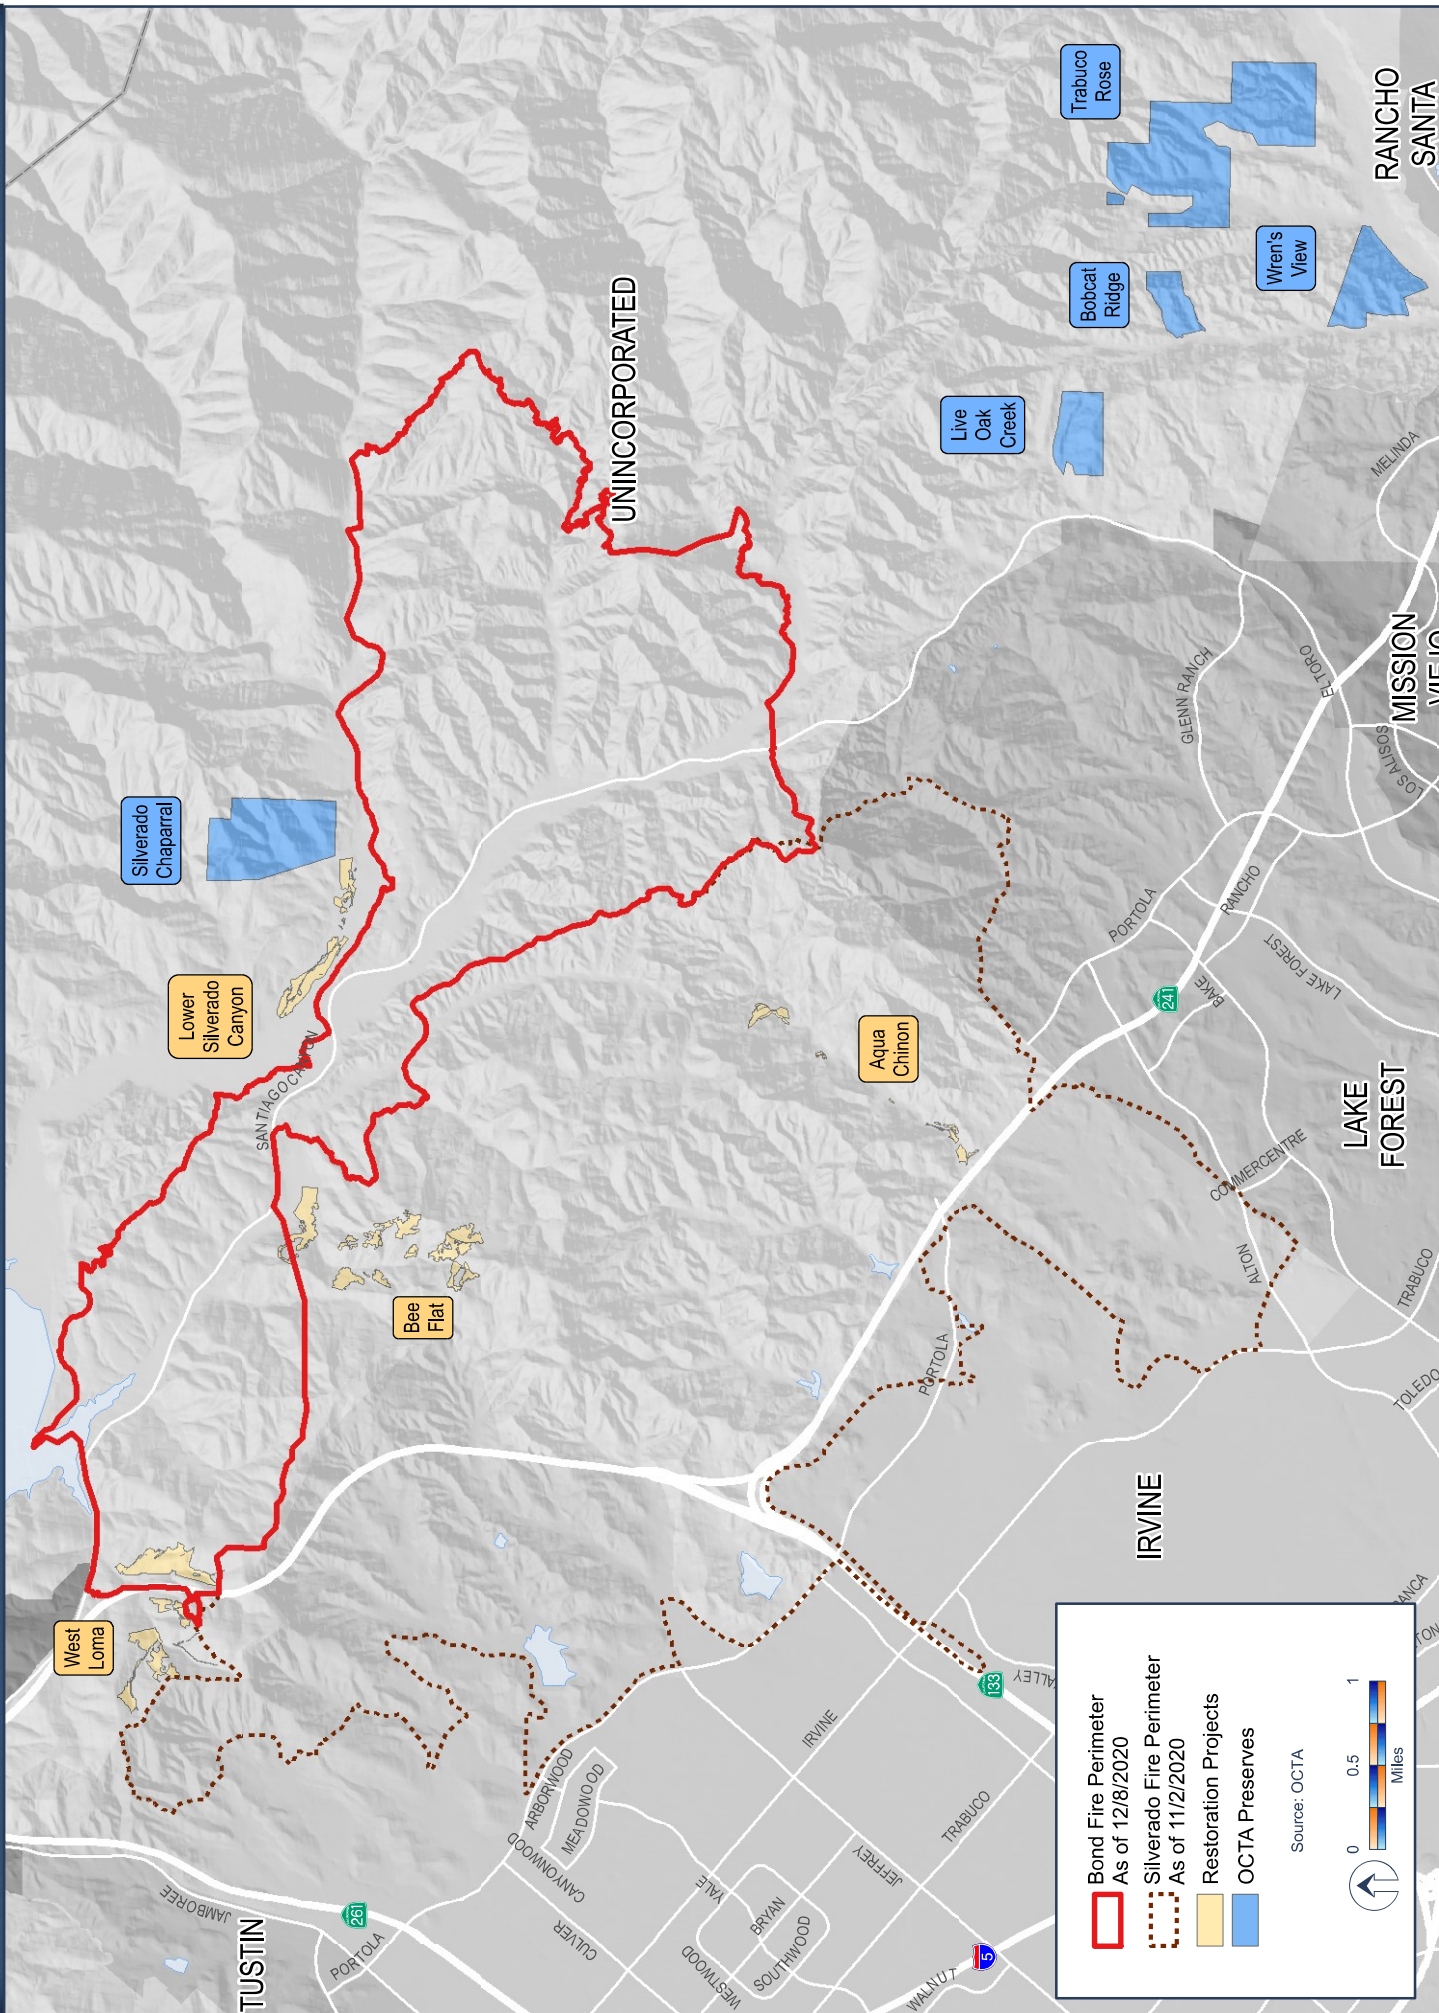 West
Loma
Lower
Silverado
Canyon
Silverado
Chaparral
Bee
Flat
Aqua
Chinon
Live
Oak
Creek
Bobcat
Ridge
Trabuco
Rose
Wren's
View
UNINCORPORATED
RANCHO
SANTA
MISSION
LAKE
FOREST
IRVINE
TUSTIN
SANTIAGO CANYON
JAMBOREE
PORTOLA
261
ARBORWOOD
MEADOWOOD
CANYONWOOD
CULVER
YALE
BRYAN
WESTWOOD
SOUTHWOOD
WALNUT
5
JEFFREY
TRABUCO
IRVINE
133
PORTOLA
ALTON
COMMERCENTRE
TRABUCO
TOLEDO
241
BAKE
RANCHO
PORTOLA
LAKE FOREST
GLENN RANCH
EL TORO
LOS ALISOS
MELINDA
Bond Fire Perimeter
As of 12/8/2020
Silverado Fire Perimeter
As of 11/2/2020
Restoration Projects
OCTA Preserves
Source: OCTA
0 0.5 1
Miles